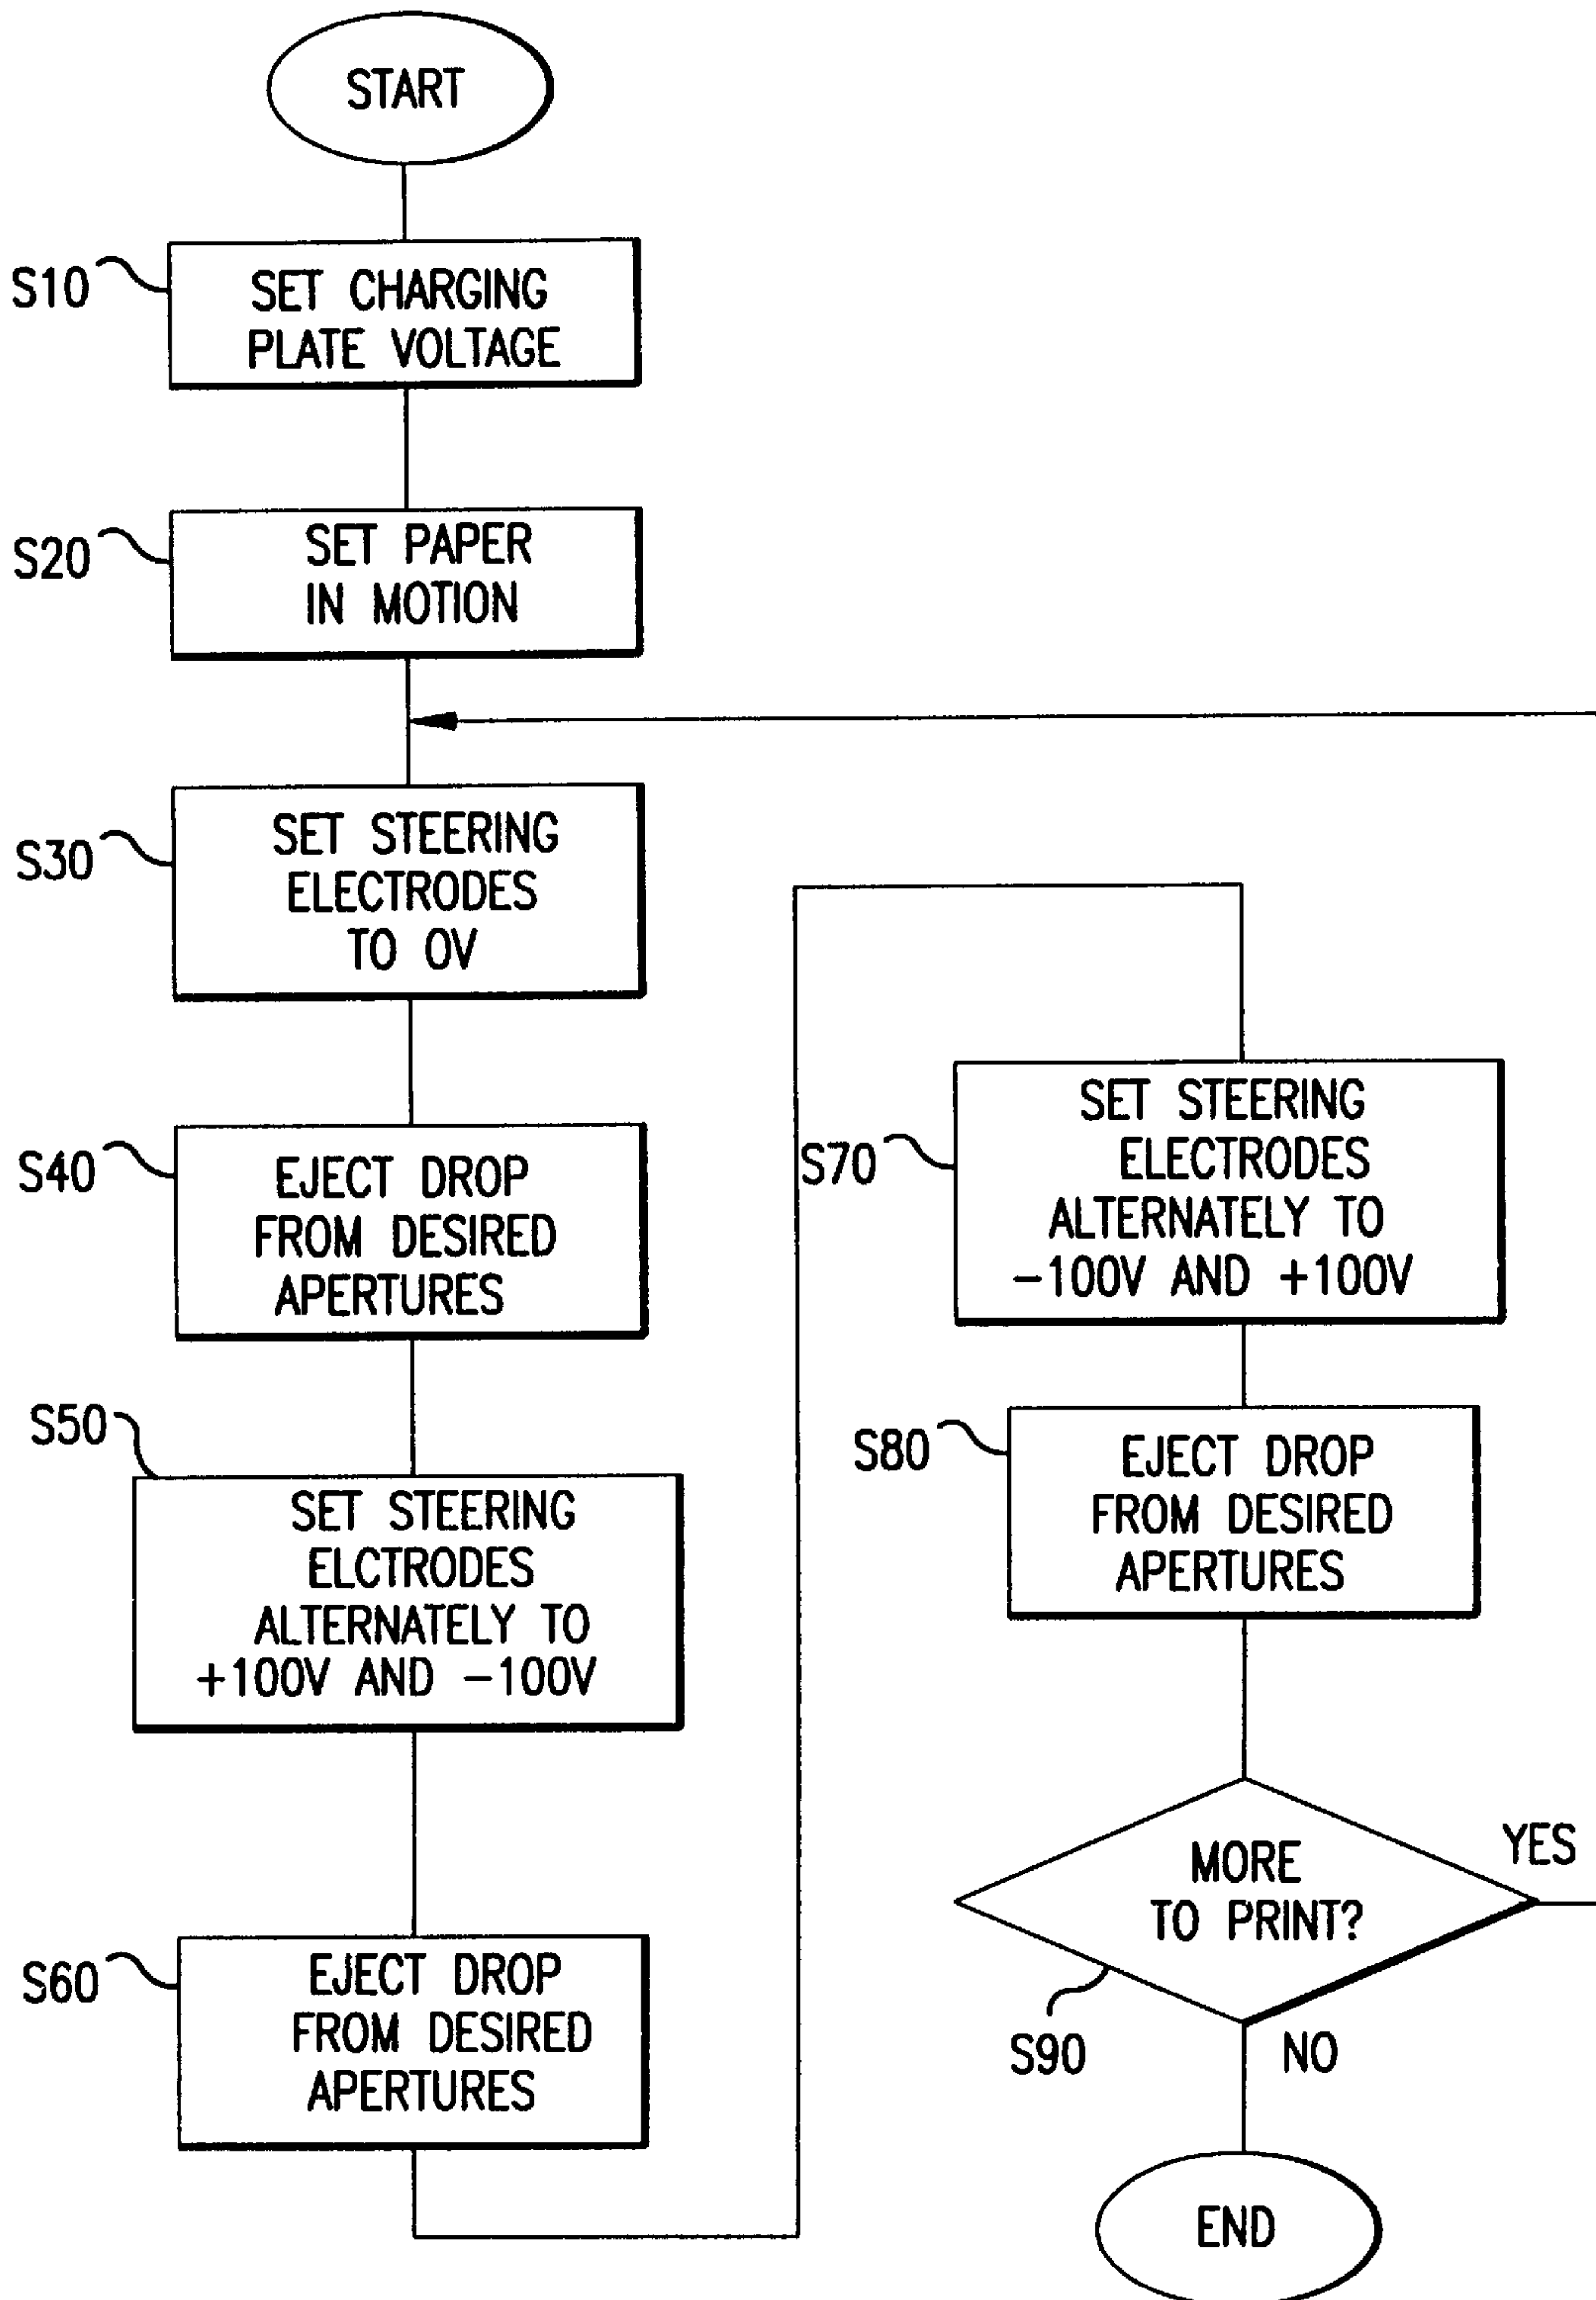 START
S10
SET CHARGING
PLATE VOLTAGE
S20
SET PAPER
IN MOTION
S30
SET STEERING
ELECTRODES
TO 0V
S40
EJECT DROP
FROM DESIRED
APERTURES
S50
SET STEERING
ELCTRODES
ALTERNATELY TO
+100V AND -100V
S60
EJECT DROP
FROM DESIRED
APERTURES
S70
SET STEERING
ELECTRODES
ALTERNATELY TO
-100V AND +100V
S80
EJECT DROP
FROM DESIRED
APERTURES
MORE
TO PRINT?
YES
S90
NO
END